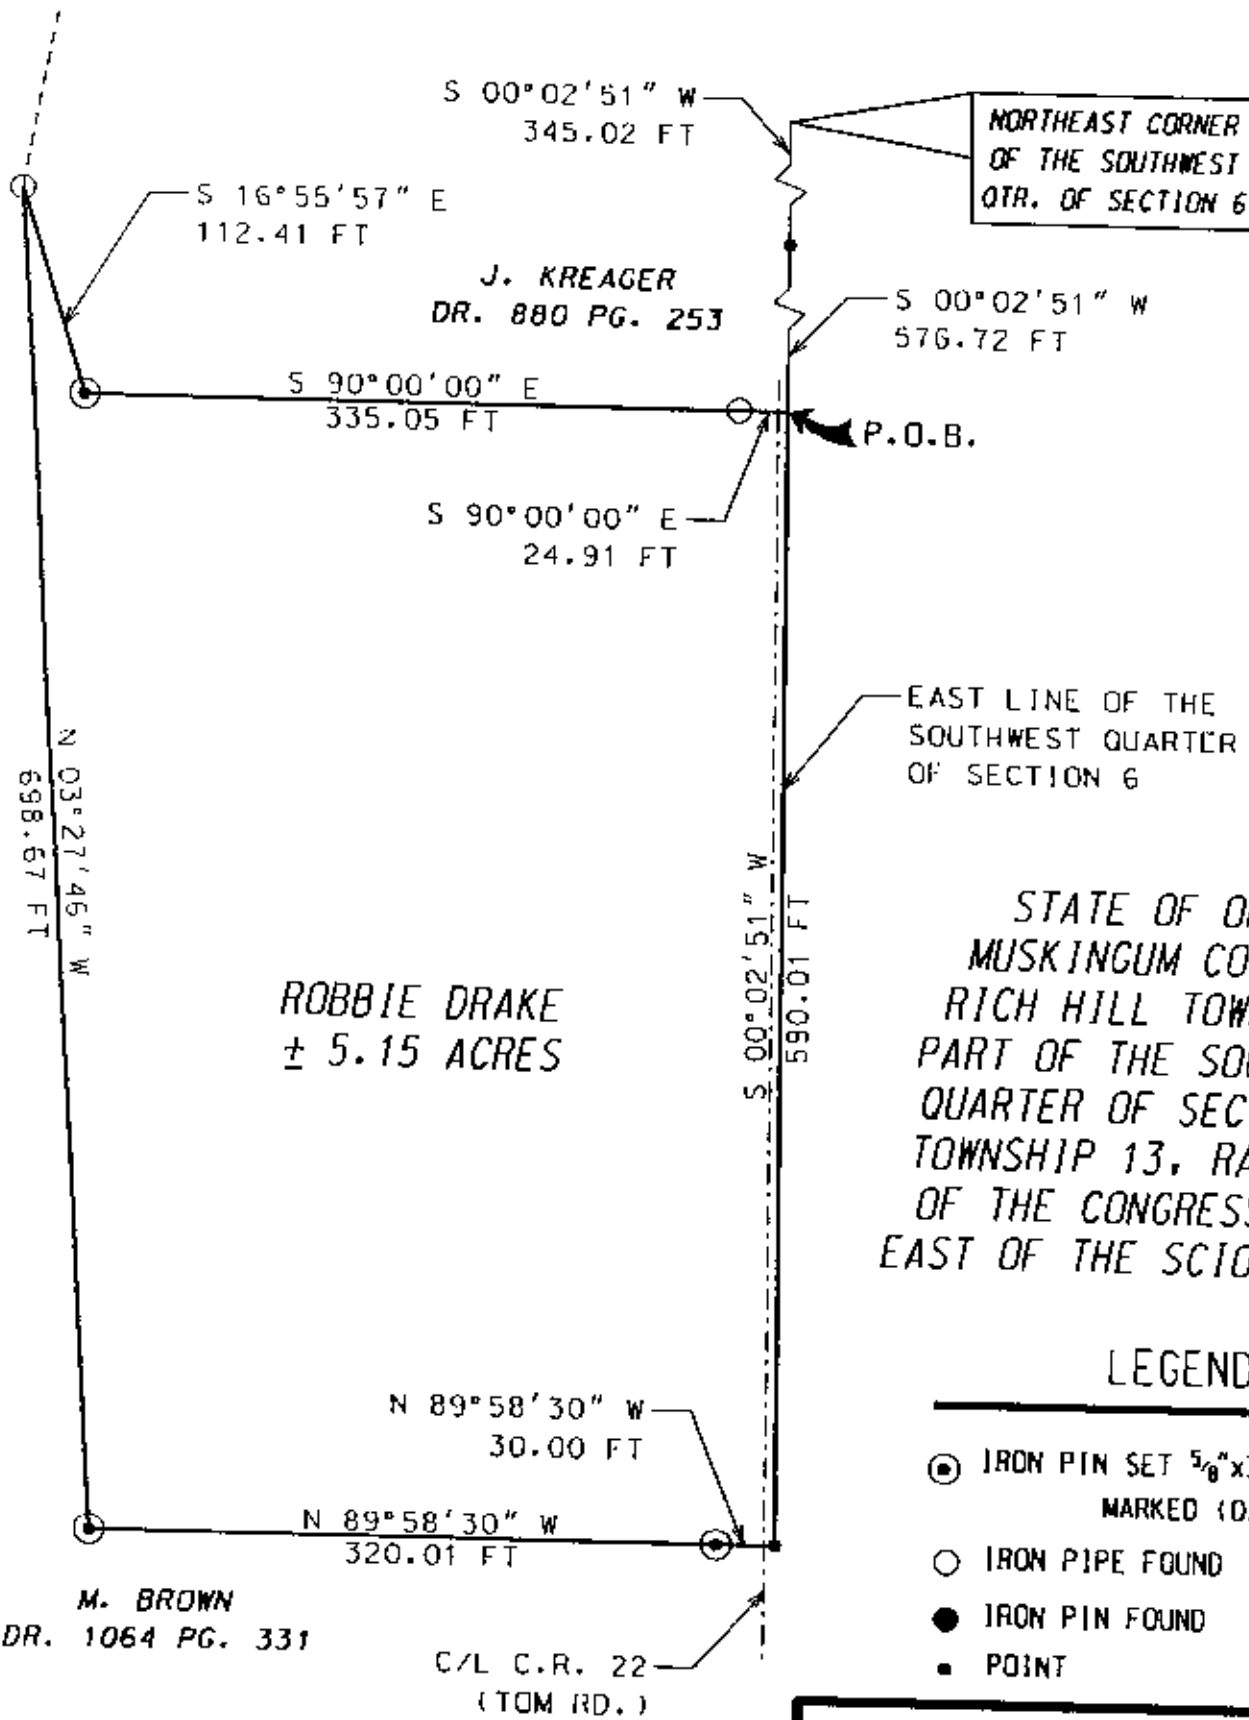 S 00°02'51" W
345.02 FT
NORTHEAST CORNER
OF THE SOUTHWEST
QTR. OF SECTION 6
S 16°55'57" E
112.41 FT
J. KREAGER
DR. 880 PG. 253
S 00°02'51" W
576.72 FT
S 90°00'00" E
335.05 FT
P.O.B.
S 90°00'00" E
24.91 FT
EAST LINE OF THE
SOUTHWEST QUARTER
OF SECTION 6
N 03°27'46" W
698.67 FT
S 00°02'51" W
590.01 FT
ROBBIE DRAKE
± 5.15 ACRES
STATE OF
MUSKINGUM
RICH HILL
PART OF THE
QUARTER OF
TOWNSHIP 13,
OF THE
EAST OF THE
LEGEND
IRON PIN SET 5/8"x
MARKED
IRON PIPE FOUND
IRON PIN FOUND
POINT
N 89°58'30" W
30.00 FT
N 89°58'30" W
320.01 FT
M. BROWN
DR. 1064 PG. 331
C/L C.R. 22
(TOM RD.)